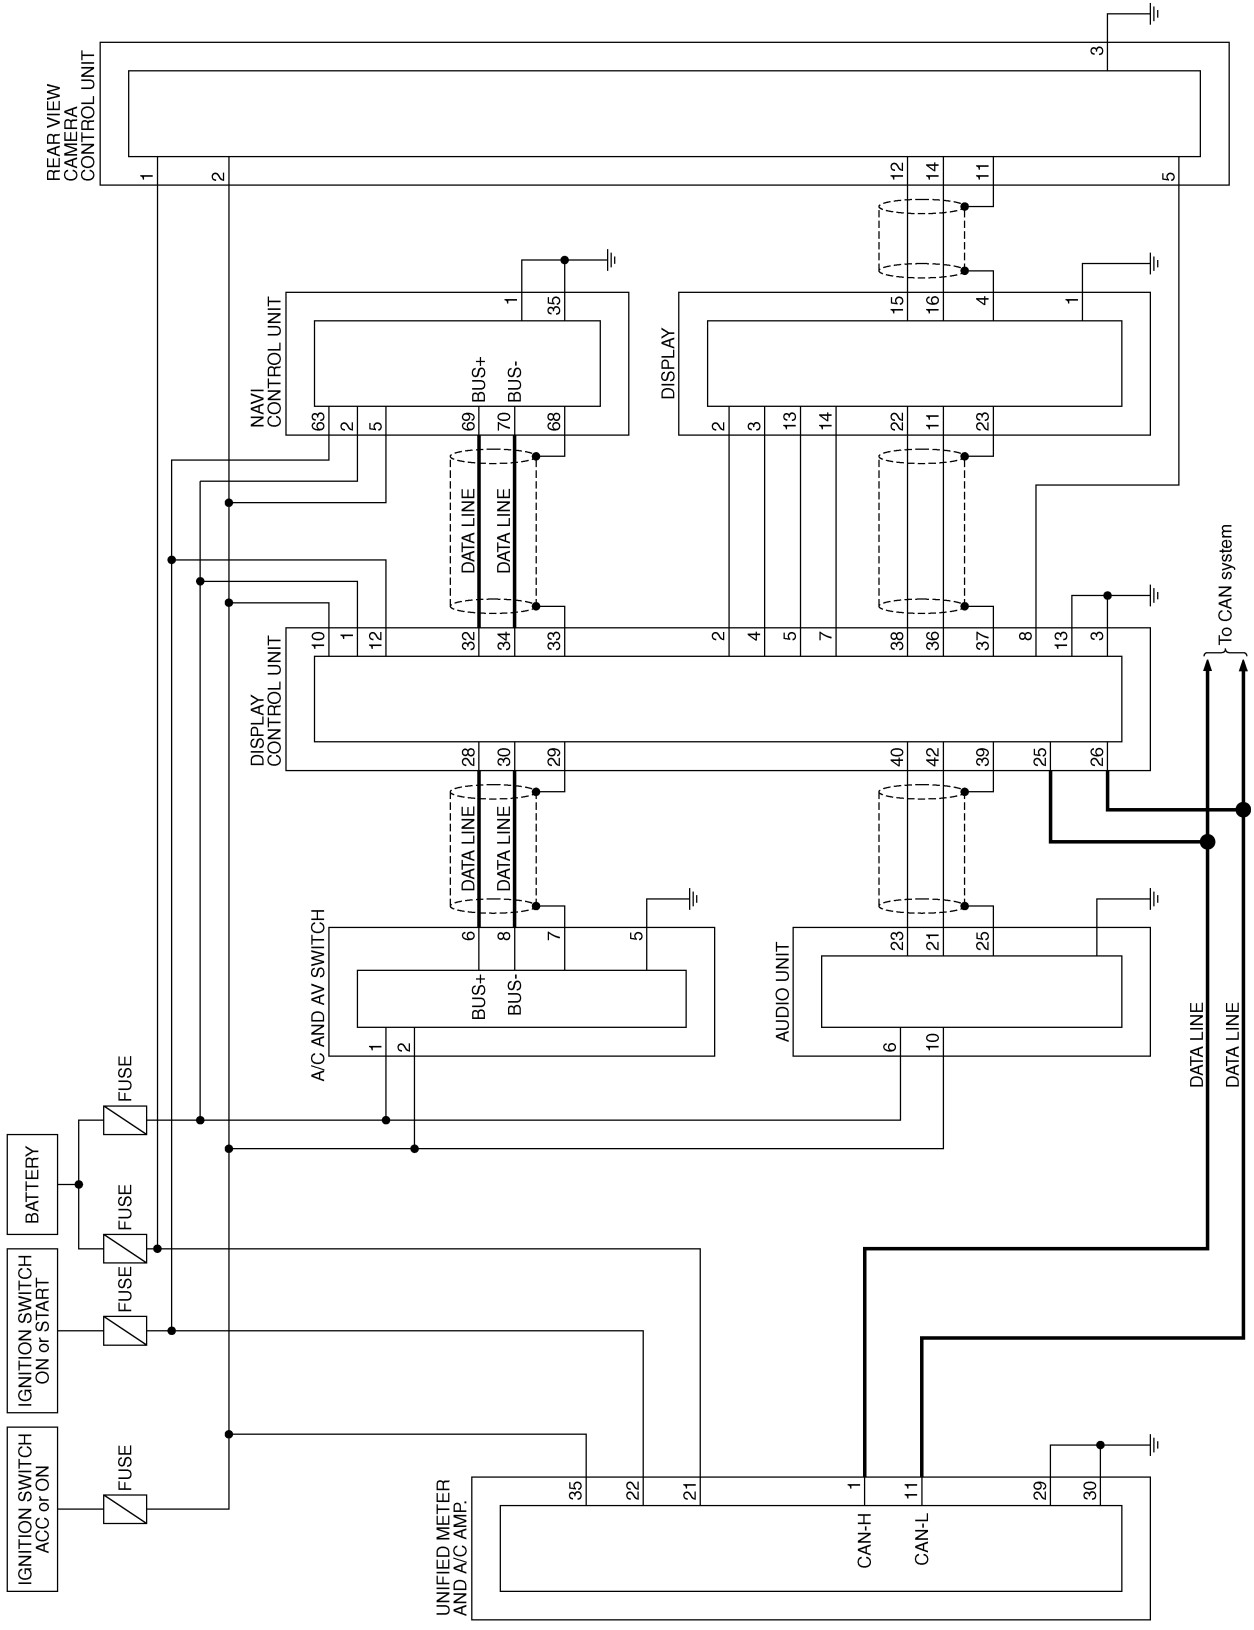 IGNITION SWITCH
ACC or ON
IGNITION SWITCH
ON or START
BATTERY
FUSE
FUSE
FUSE
FUSE
UNIFIED METER
AND A/C AMP.
35
22
21
1
11
29
30
CAN-H
CAN-L
A/C AND AV SWITCH
1
2
BUS+
BUS-
6
8
7
5
AUDIO UNIT
6
10
23
21
25
DATA LINE
DATA LINE
DATA LINE
DATA LINE
DISPLAY
CONTROL UNIT
28
30
29
40
42
39
25
26
10
1
12
32
34
33
2
4
5
7
38
36
37
8
13
3
To CAN system
DATA LINE
DATA LINE
NAVI
CONTROL UNIT
63
2
5
69
70
68
BUS+
BUS-
1
35
DISPLAY
2
3
13
14
22
11
23
15
16
4
1
REAR VIEW
CAMERA
CONTROL UNIT
1
2
12
14
11
5
3